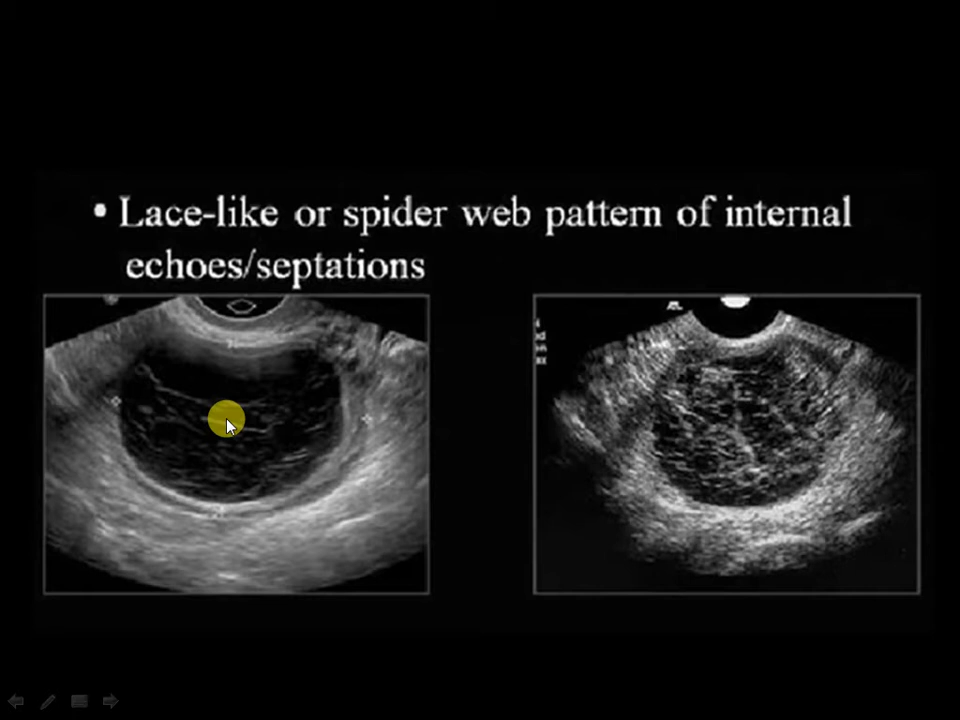 • Lace-like or spider web pattern of internal
echoes/septations